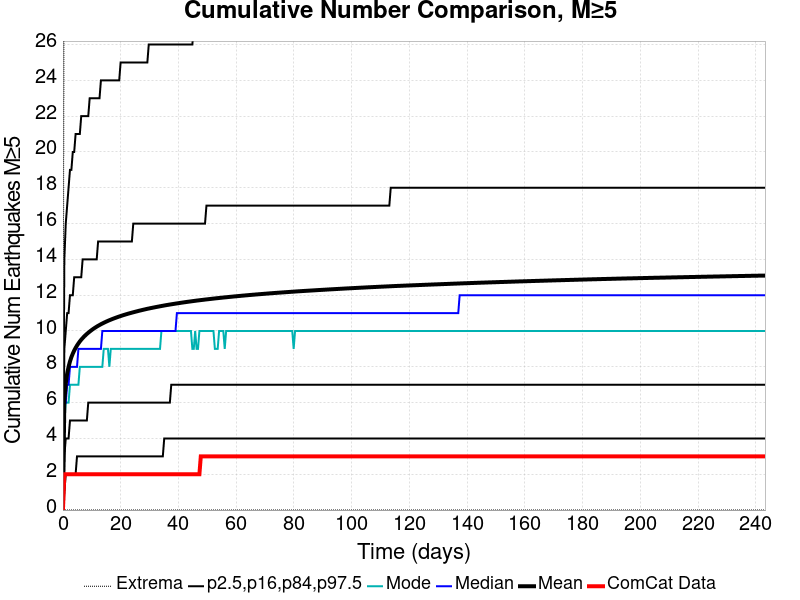 Cumulative Number Comparison, M≥5
Cumulative Num Earthquakes M≥5
26
24
22
20
18
16
14
12
10
8
6
4
2
0
0 20 40 60 80 100 120 140 160 180 200 220 240
Time (days)
Extrema p2.5,p16,p84,p97.5 Mode Median Mean ComCat Data